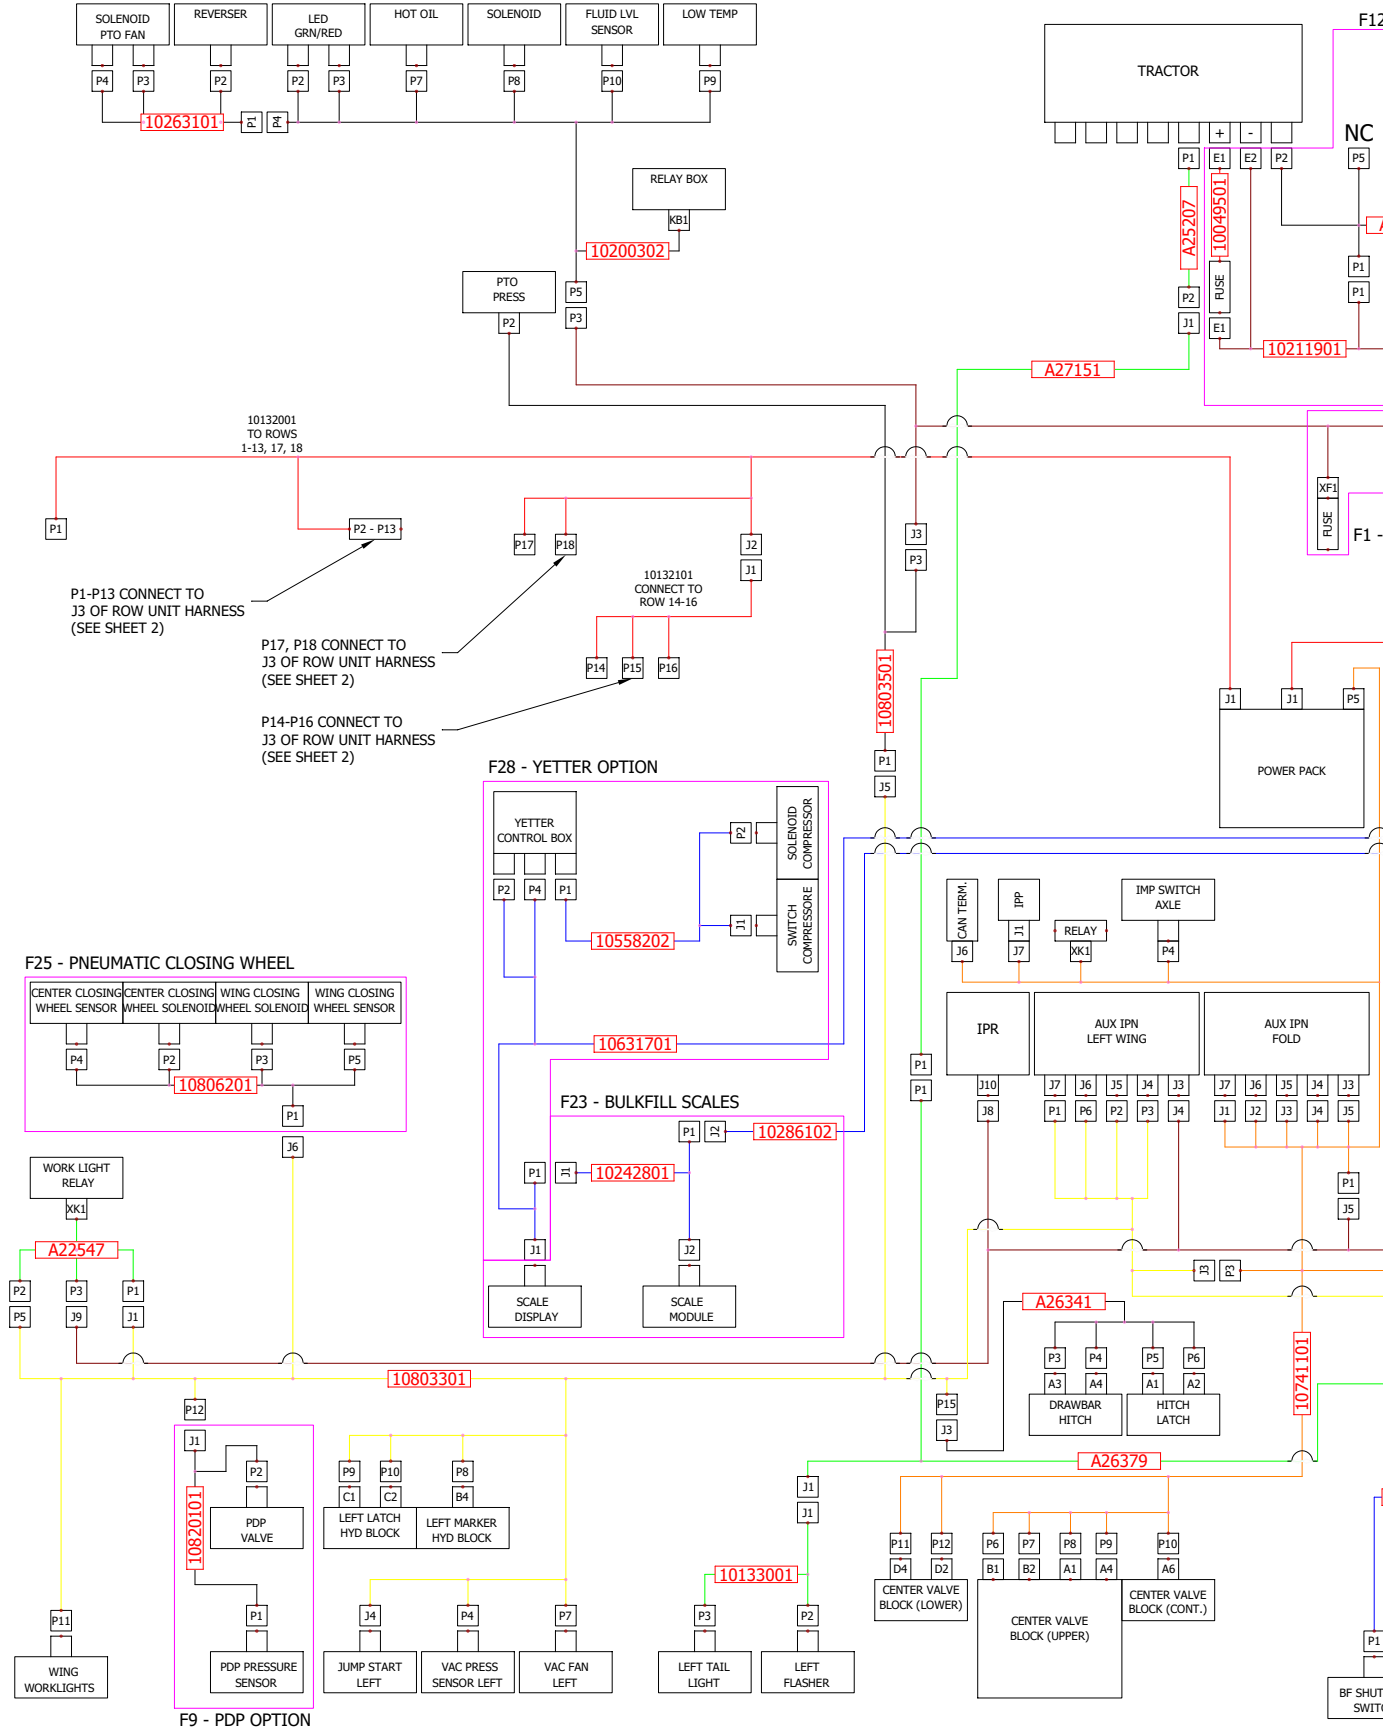 SOLENOID
PTO FAN
REVERSER
LED
GRN/RED
HOT OIL
SOLENOID
FLUID LVL
SENSOR
LOW TEMP
P4
P3
P2
P2
P3
P7
P8
P10
P9
10263101
P1
P4
RELAY BOX
KB1
10200302
PTO
PRESS
P2
P5
P3
TRACTOR
+
-
P1
E1
E2
P2
NC
P5
F12
A25207
10049501
FUSE
P2
J1
E1
P1
P1
10211901
A27151
10132001
TO ROWS
1-13, 17, 18
P1
P2 - P13
P17
P18
J2
J1
10132101
CONNECT TO
ROW 14-16
P14
P15
P16
P1-P13 CONNECT TO
J3 OF ROW UNIT HARNESS
(SEE SHEET 2)
P17, P18 CONNECT TO
J3 OF ROW UNIT HARNESS
(SEE SHEET 2)
P14-P16 CONNECT TO
J3 OF ROW UNIT HARNESS
(SEE SHEET 2)
J3
P3
10803501
P1
J5
XF1
FUSE
F1 -
J1
J1
P5
POWER PACK
F28 - YETTER OPTION
YETTER
CONTROL BOX
P2
P4
P1
P2
SOLENOID
COMPRESSOR
J1
SWITCH
COMPRESSORE
10558202
10631701
F25 - PNEUMATIC CLOSING WHEEL
CENTER CLOSING
WHEEL SENSOR
CENTER CLOSING
WHEEL SOLENOID
WING CLOSING
WHEEL SOLENOID
WING CLOSING
WHEEL SENSOR
P4
P2
P3
P5
10806201
P1
J6
CAN TERM.
J6
IPP
J1
J7
RELAY
XK1
IMP SWITCH
AXLE
P4
IPR
AUX IPN
LEFT WING
AUX IPN
FOLD
J10
J7
J6
J5
J4
J3
J7
J6
J5
J4
J3
J8
P1
P6
P2
P3
J4
J1
J2
J3
J4
J5
P1
J5
P1
P1
F23 - BULKFILL SCALES
P1
J2
10286102
P1
J1
10242801
J1
J2
SCALE
DISPLAY
SCALE
MODULE
WORK LIGHT
RELAY
XK1
A22547
P2
P3
P1
P5
J9
J1
10803301
J3
P3
A26341
P3
P4
P5
P6
A3
A4
A1
A2
DRAWBAR
HITCH
HITCH
LATCH
10741101
P15
J3
A26379
P12
J1
P2
PDP
VALVE
10820101
P1
PDP PRESSURE
SENSOR
F9 - PDP OPTION
P11
WING
WORKLIGHTS
P9
P10
P8
C1
C2
B4
LEFT LATCH
HYD BLOCK
LEFT MARKER
HYD BLOCK
J4
P4
P7
JUMP START
LEFT
VAC PRESS
SENSOR LEFT
VAC FAN
LEFT
J1
J1
10133001
P3
P2
LEFT TAIL
LIGHT
LEFT
FLASHER
P11
P12
P6
P7
P8
P9
P10
D4
D2
B1
B2
A1
A4
A6
CENTER VALVE
BLOCK (LOWER)
CENTER VALVE
BLOCK (UPPER)
CENTER VALVE
BLOCK (CONT.)
P1
BF SHUT